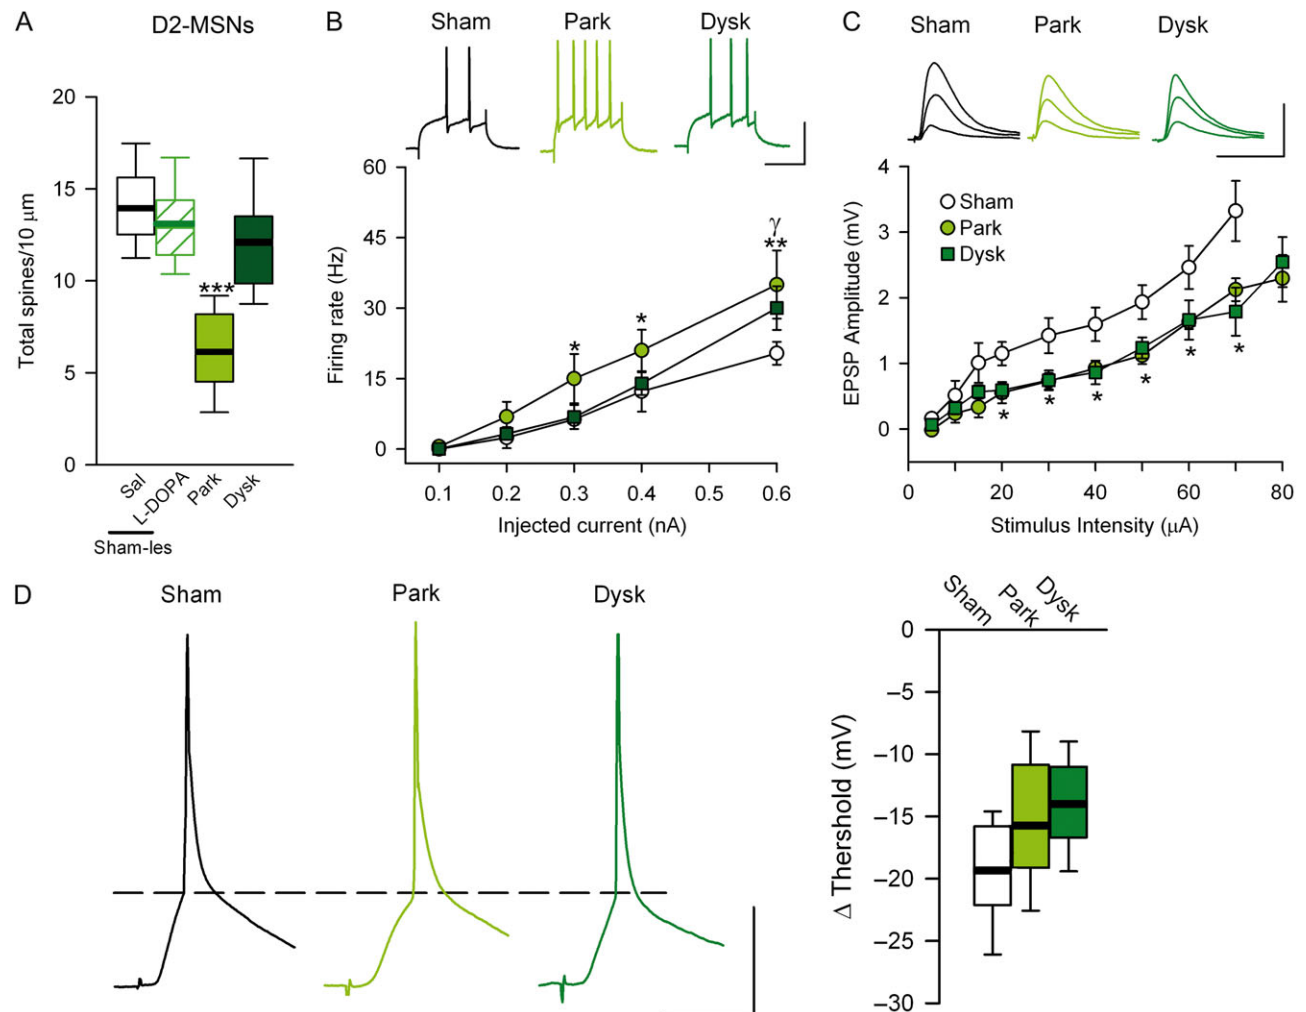 A
D2-MSNs
20
15
10
5
0
Total spines/10 μm
***
Sal
L-DOPA
Park
Dysk
Sham-les
B
Sham
Park
Dysk
60
45
30
15
0
Firing rate (Hz)
*
*
γ
**
0.1 0.2 0.3 0.4 0.5 0.6
Injected current (nA)
C
Sham
Park
Dysk
4
3
2
1
0
EPSP Amplitude (mV)
Sham
Park
Dysk
* * * * * *
0 20 40 60 80
Stimulus Intensity (μA)
D
Sham
Park
Dysk
Sham
Park
Dysk
0
–5
–10
–15
–20
–25
–30
Δ Thershold (mV)